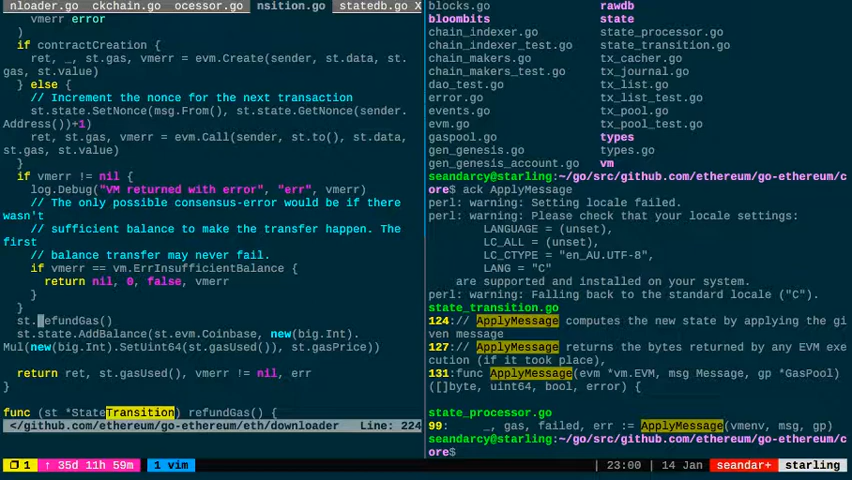 nloader.go  ckchain.go  ocessor.go  nsition.go  statedb.go X
    vmerr error
  )
  if contractCreation {
    ret, _, st.gas, vmerr = evm.Create(sender, st.data, st.
gas, st.value)
  } else {
    // Increment the nonce for the next transaction
    st.state.SetNonce(msg.From(), st.state.GetNonce(sender.
Address())+1)
    ret, st.gas, vmerr = evm.Call(sender, st.to(), st.data,
st.gas, st.value)
  }
  if vmerr != nil {
    log.Debug("VM returned with error", "err", vmerr)
    // The only possible consensus-error would be if there
wasn't
    // sufficient balance to make the transfer happen. The
first
    // balance transfer may never fail.
    if vmerr == vm.ErrInsufficientBalance {
      return nil, 0, false, vmerr
    }
  }
  st.refundGas()
  st.state.AddBalance(st.evm.Coinbase, new(big.Int).
Mul(new(big.Int).SetUint64(st.gasUsed()), st.gasPrice))
  return ret, st.gasUsed(), vmerr != nil, err
}
func (st *StateTransition) refundGas() {
</github.com/ethereum/go-ethereum/eth/downloader   Line: 224
blocks.go                rawdb
bloombits                state
chain_indexer.go         state_processor.go
chain_indexer_test.go    state_transition.go
chain_makers.go          tx_cacher.go
chain_makers_test.go     tx_journal.go
dao_test.go              tx_list.go
error.go                 tx_list_test.go
events.go                tx_pool.go
evm.go                   tx_pool_test.go
gaspool.go               types
gen_genesis.go           types.go
gen_genesis_account.go   vm
seandarcy@starling:~/go/src/github.com/ethereum/go-ethereum/c
ore$ ack ApplyMessage
perl: warning: Setting locale failed.
perl: warning: Please check that your locale settings:
        LANGUAGE = (unset),
        LC_ALL = (unset),
        LC_CTYPE = "en_AU.UTF-8",
        LANG = "C"
    are supported and installed on your system.
perl: warning: Falling back to the standard locale ("C").
state_transition.go
124:// ApplyMessage computes the new state by applying the gi
ven message
127:// ApplyMessage returns the bytes returned by any EVM exe
cution (if it took place),
131:func ApplyMessage(evm *vm.EVM, msg Message, gp *GasPool)
([]byte, uint64, bool, error) {
state_processor.go
99:     _, gas, failed, err := ApplyMessage(vmenv, msg, gp)
seandarcy@starling:~/go/src/github.com/ethereum/go-ethereum/c
ore$
1  ↑ 35d 11h 59m  1 vim  | 23:00 | 14 Jan  seandar+  starling